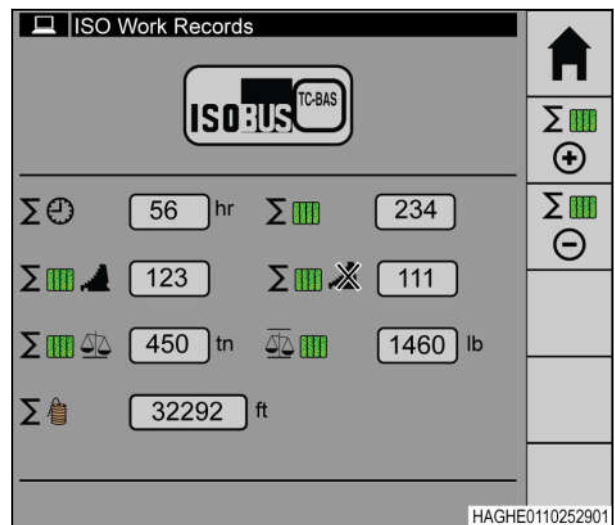 ISO Work Records
ISOBUS TC-BAS
Σ 56 hr Σ 234
Σ 123 Σ 111
Σ 450 tn 1460 lb
Σ 32292 ft
Σ
+
Σ
−
HAGHE0110252901